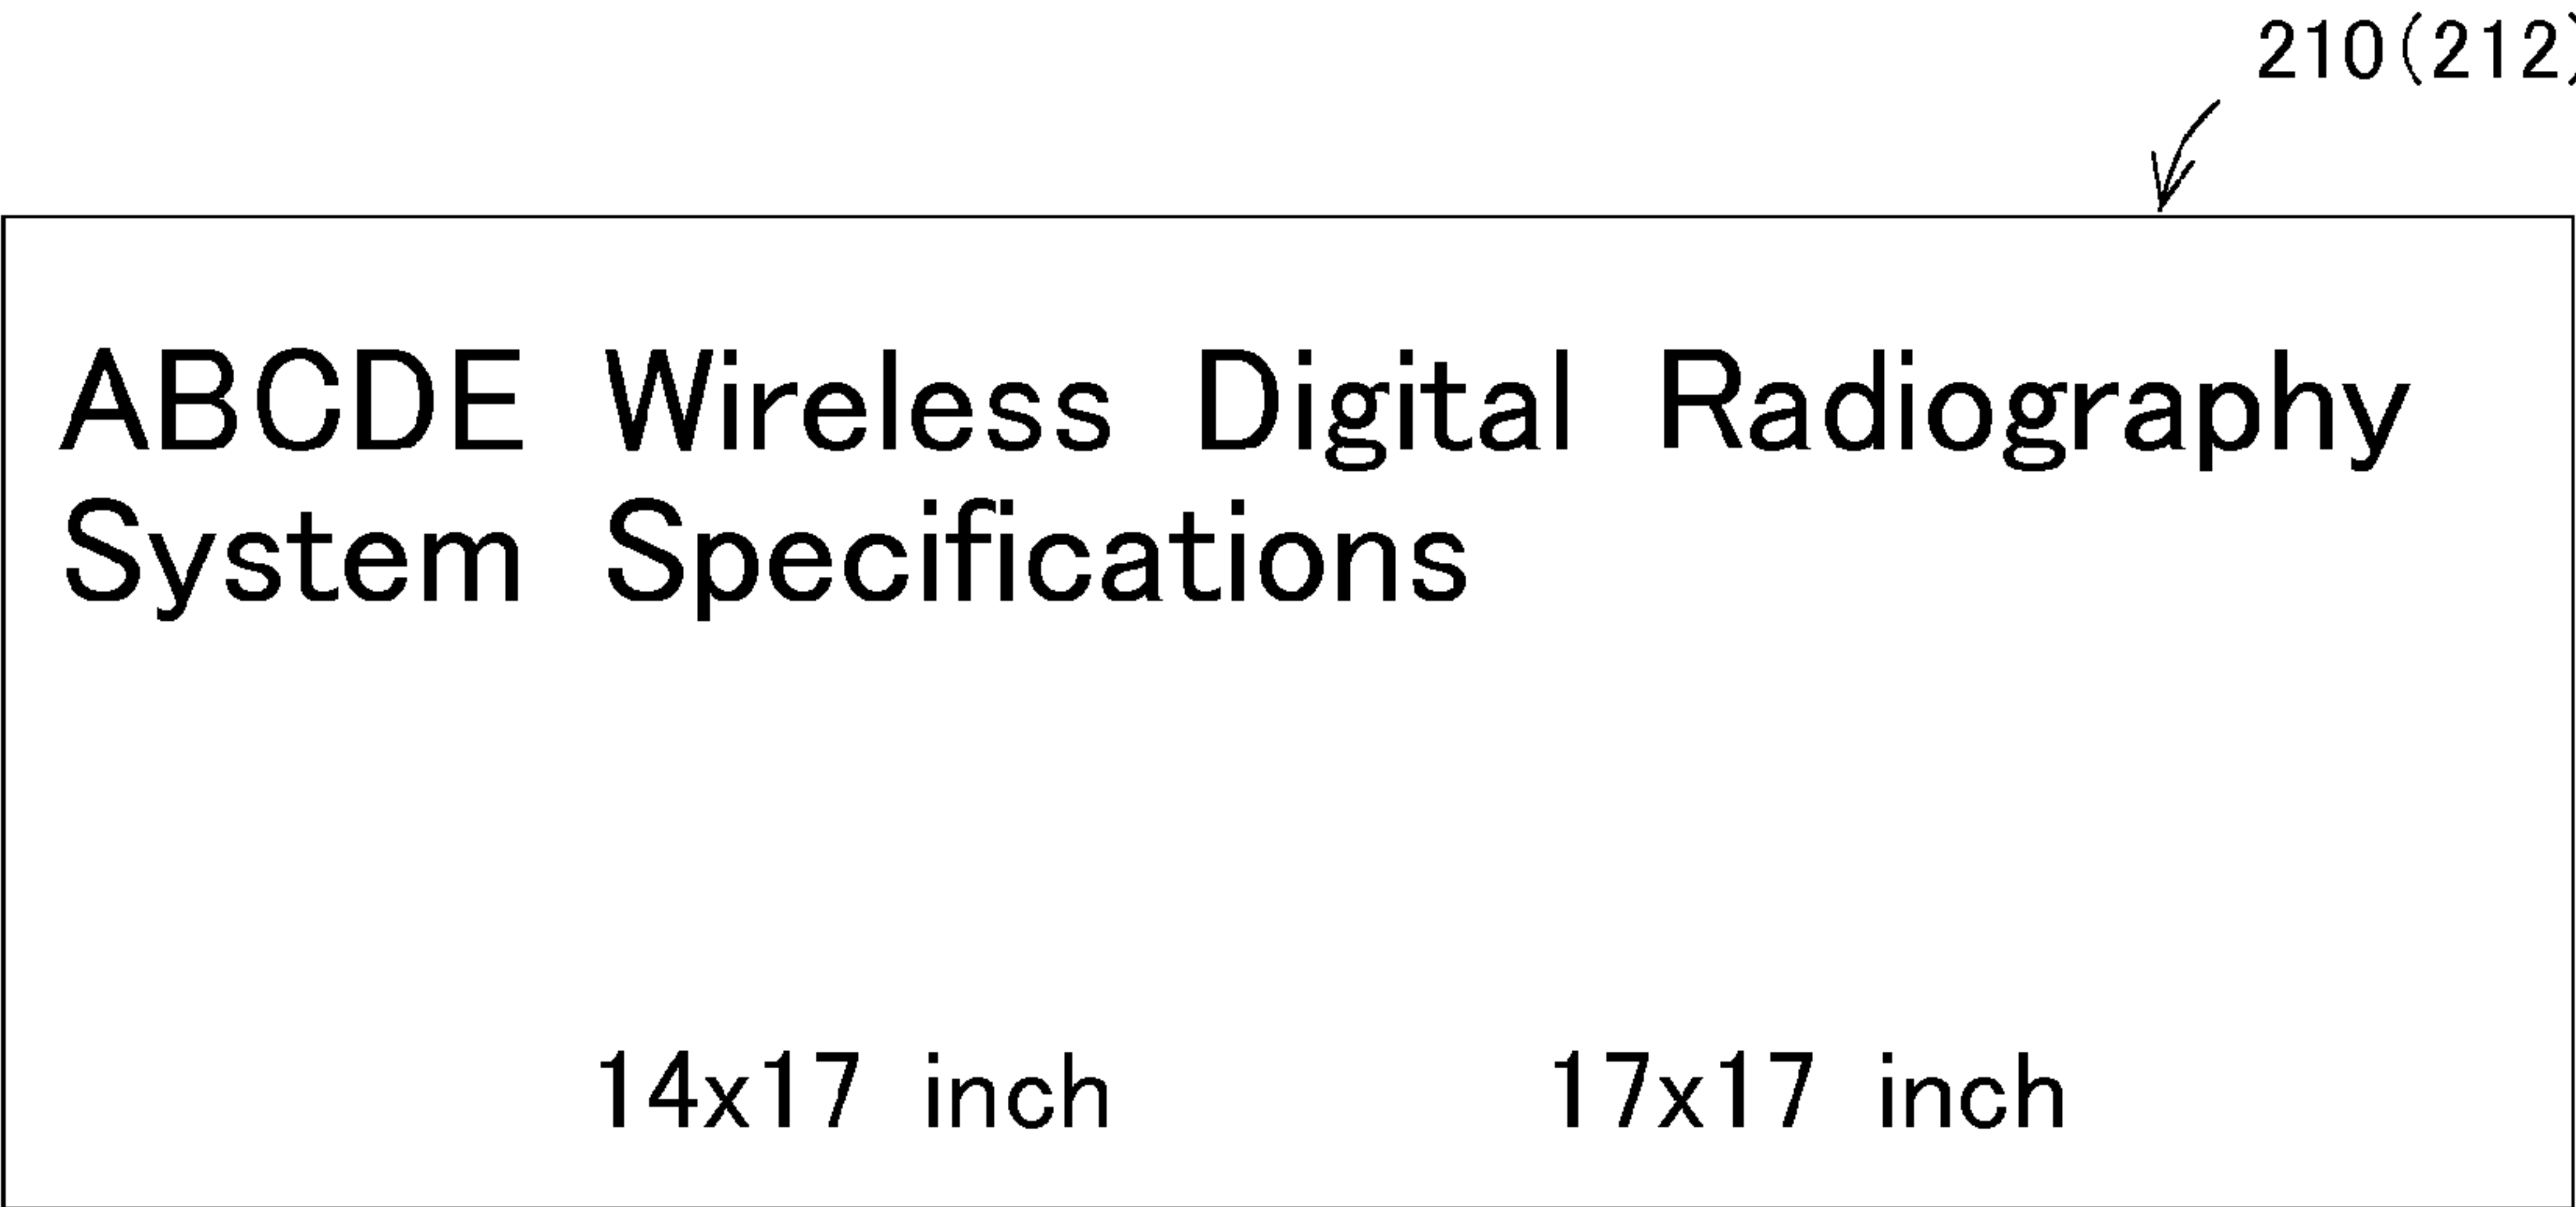 210(212)
ABCDE Wireless Digital Radiography
System Specifications
14x17 inch 17x17 inch